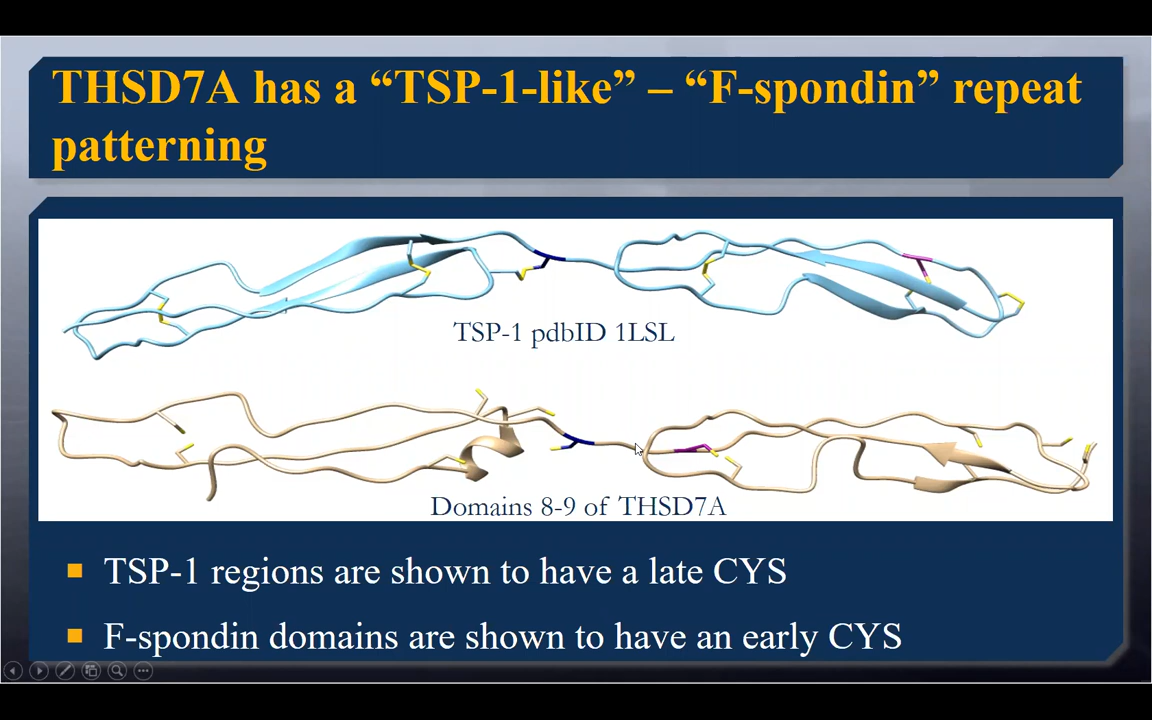 THSD7A has a “TSP-1-like” – “F-spondin” repeat
patterning
TSP-1 pdbID 1LSL
Domains 8-9 of THSD7A
TSP-1 regions are shown to have a late CYS
F-spondin domains are shown to have an early CYS